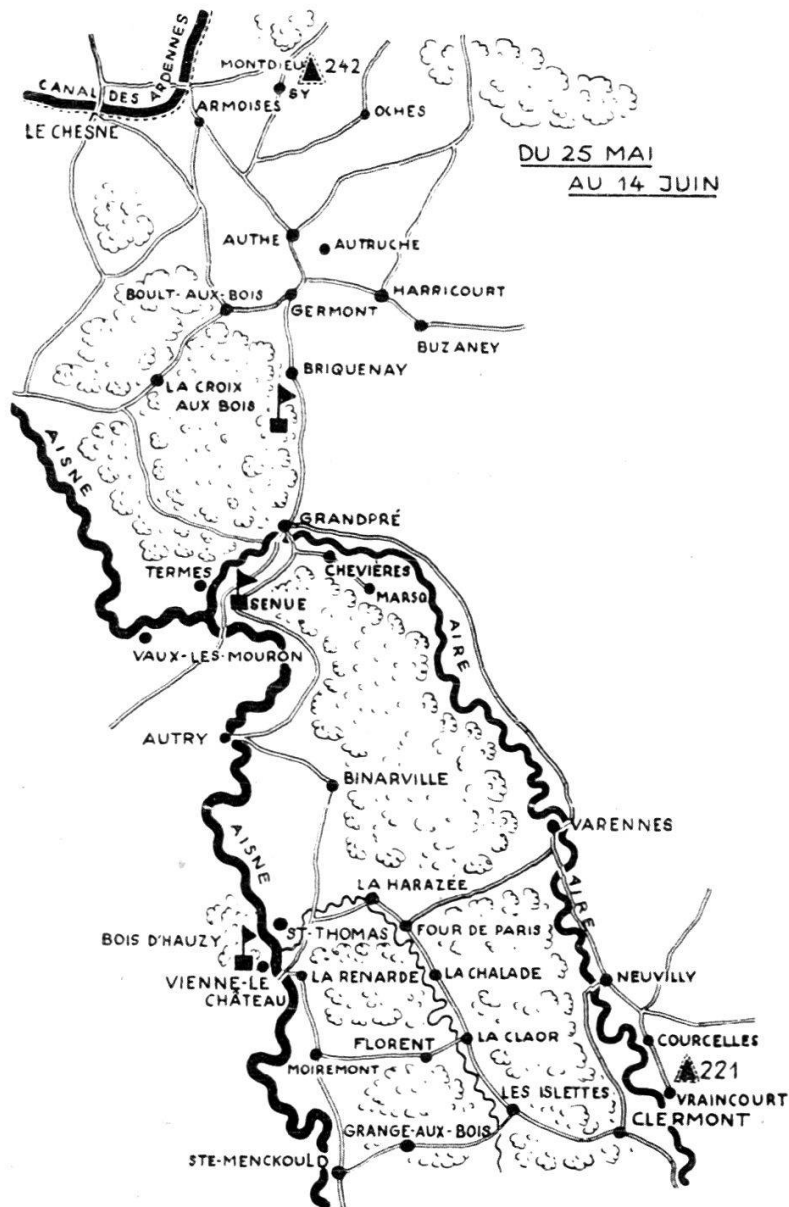 CANAL DES ARDENNES
MONTDIEU
242
SY
ARMOISES
OCHES
LE CHESNE
DU 25 MAI
AU 14 JUIN
AUTHE
AUTRUCHE
BOULT-AUX-BOIS
GERMONT
HARRICOURT
BUZANEY
BRIQUENAY
LA CROIX
AUX BOIS
AISNE
GRANDPRÉ
TERMES
CHEVIÈRES
SENUE
MARSQ
AIRE
VAUX-LES-MOURON
AUTRY
BINARVILLE
AISNE
VARENNES
LA HARAZÉE
AIRE
ST-THOMAS
FOUR DE PARIS
BOIS D'HAUZY
VIENNE-LE
CHÂTEAU
LA RENARDE
LA CHALADE
NEUVILLY
FLORENT
LA CLAOR
COURCELLES
MOIREMONT
221
LES ISLETTES
VRAINCOURT
CLERMONT
GRANGE-AUX-BOIS
STE-MENCKOULD